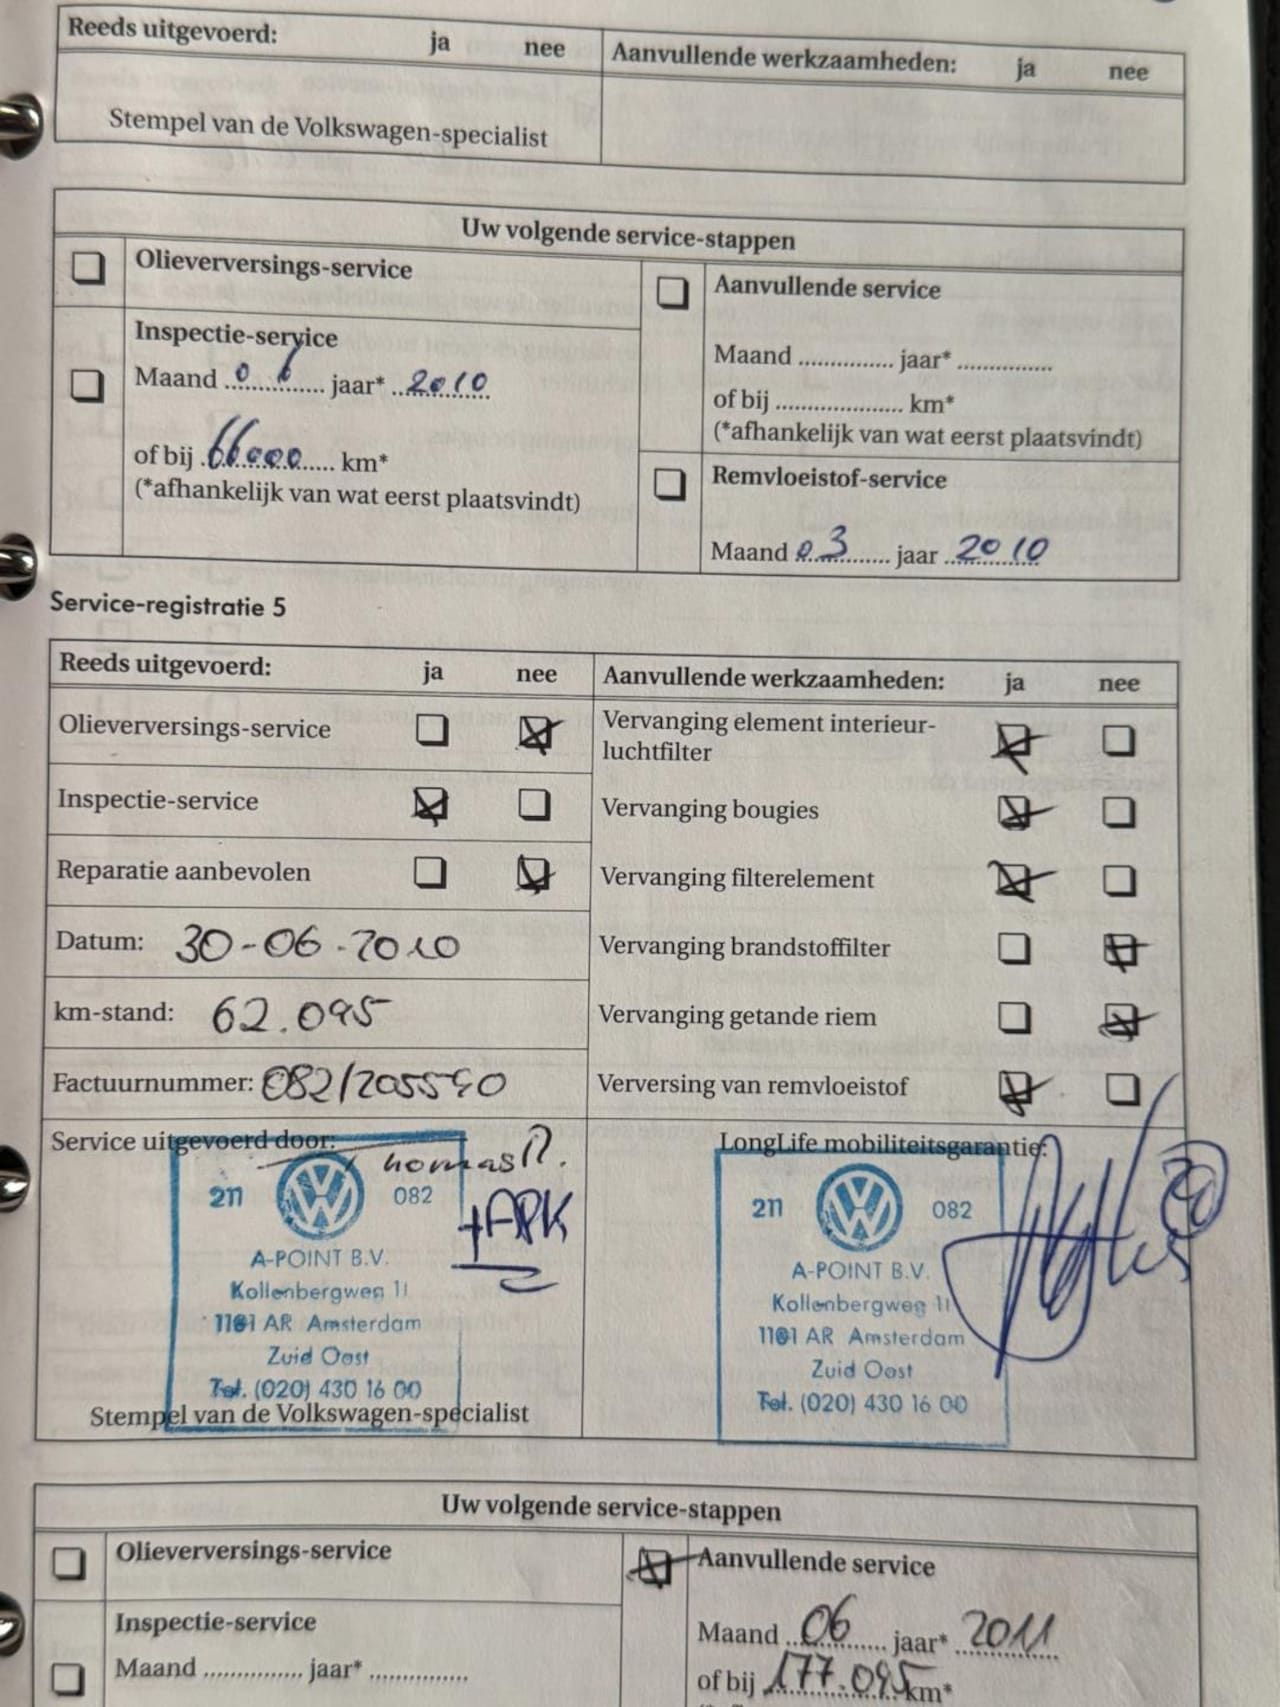 Reeds uitgevoerd: ja nee
Aanvullende werkzaamheden: ja nee
Stempel van de Volkswagen-specialist
Uw volgende service-stappen
Olieverversings-service
Inspectie-service
Maand 06 jaar* 2010
of bij 66000 km*
(*afhankelijk van wat eerst plaatsvindt)
Aanvullende service
Maand .............. jaar* ..............
of bij .................... km*
(*afhankelijk van wat eerst plaatsvindt)
Remvloeistof-service
Maand 03 jaar 2010
Service-registratie 5
Reeds uitgevoerd: ja nee
Olieverversings-service
Inspectie-service
Reparatie aanbevolen
Datum: 30-06-2010
km-stand: 62.095
Factuurnummer: 082/205590
Service uitgevoerd door:
Thomas
+APK
211 082
A-POINT B.V.
Kollenbergweg 11
1101 AR Amsterdam
Zuid Oost
Tel. (020) 430 16 00
Stempel van de Volkswagen-specialist
Aanvullende werkzaamheden: ja nee
Vervanging element interieur-
luchtfilter
Vervanging bougies
Vervanging filterelement
Vervanging brandstoffilter
Vervanging getande riem
Verversing van remvloeistof
LongLife mobiliteitsgarantie:
211 082
A-POINT B.V.
Kollenbergweg 11
1101 AR Amsterdam
Zuid Oost
Tel. (020) 430 16 00
Uw volgende service-stappen
Olieverversings-service
Inspectie-service
Maand ............... jaar* ...............
Aanvullende service
Maand 06 jaar* 2011
of bij 177.095 km*